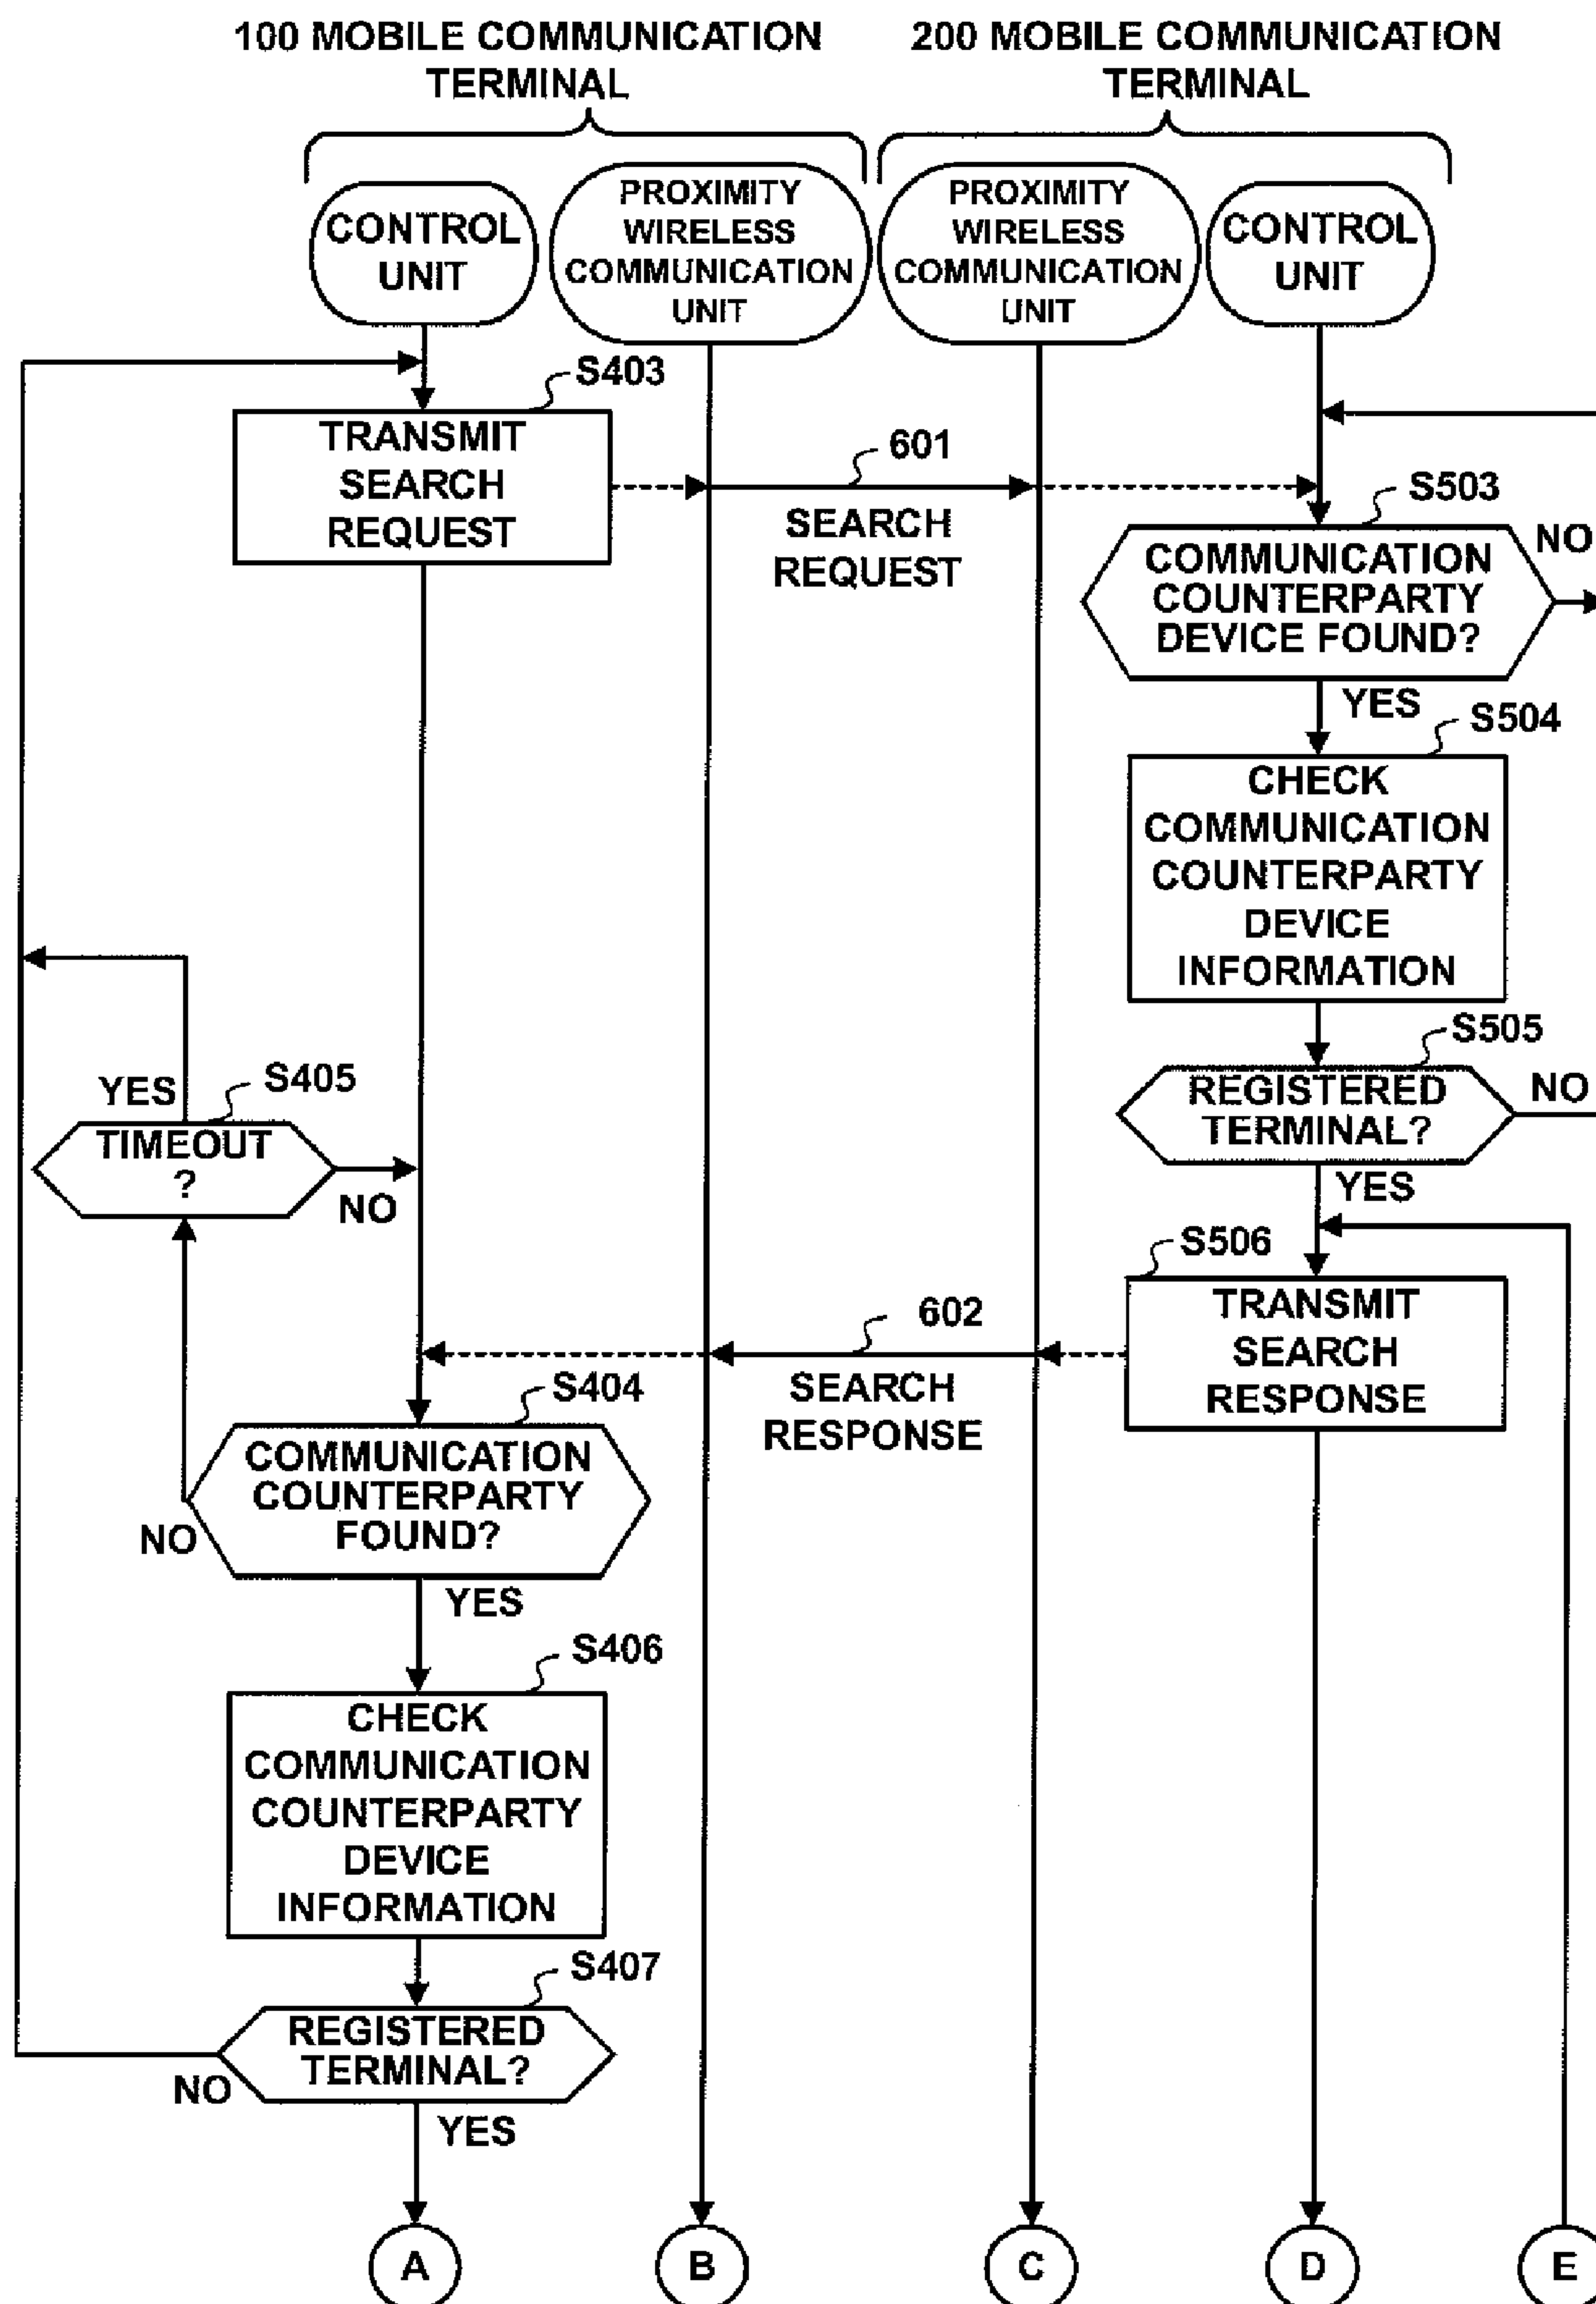 100 MOBILE COMMUNICATION
TERMINAL
200 MOBILE COMMUNICATION
TERMINAL
CONTROL
UNIT
PROXIMITY
WIRELESS
COMMUNICATION
UNIT
PROXIMITY
WIRELESS
COMMUNICATION
UNIT
CONTROL
UNIT
S403
TRANSMIT
SEARCH
REQUEST
601
SEARCH
REQUEST
S503
COMMUNICATION
COUNTERPARTY
DEVICE FOUND?
NO
YES
S504
CHECK
COMMUNICATION
COUNTERPARTY
DEVICE
INFORMATION
S505
REGISTERED
TERMINAL?
NO
YES
YES
S405
TIMEOUT
?
NO
S506
TRANSMIT
SEARCH
RESPONSE
602
SEARCH
RESPONSE
S404
COMMUNICATION
COUNTERPARTY
FOUND?
NO
YES
S406
CHECK
COMMUNICATION
COUNTERPARTY
DEVICE
INFORMATION
S407
REGISTERED
TERMINAL?
NO
YES
A
B
C
D
E